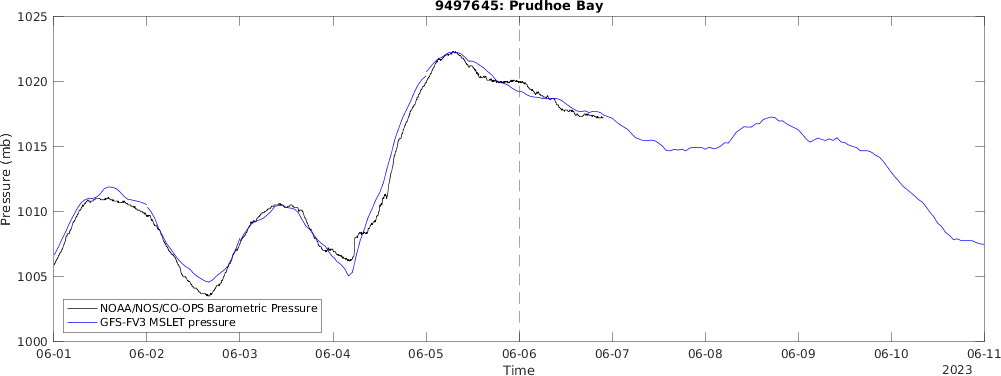 9497645: Prudhoe Bay
1025
1020
1015
1010
1005
1000
Pressure (mb)
NOAA/NOS/CO-OPS Barometric Pressure
GFS-FV3 MSLET pressure
06-01 06-02 06-03 06-04 06-05 06-06 06-07 06-08 06-09 06-10 06-11
Time
2023